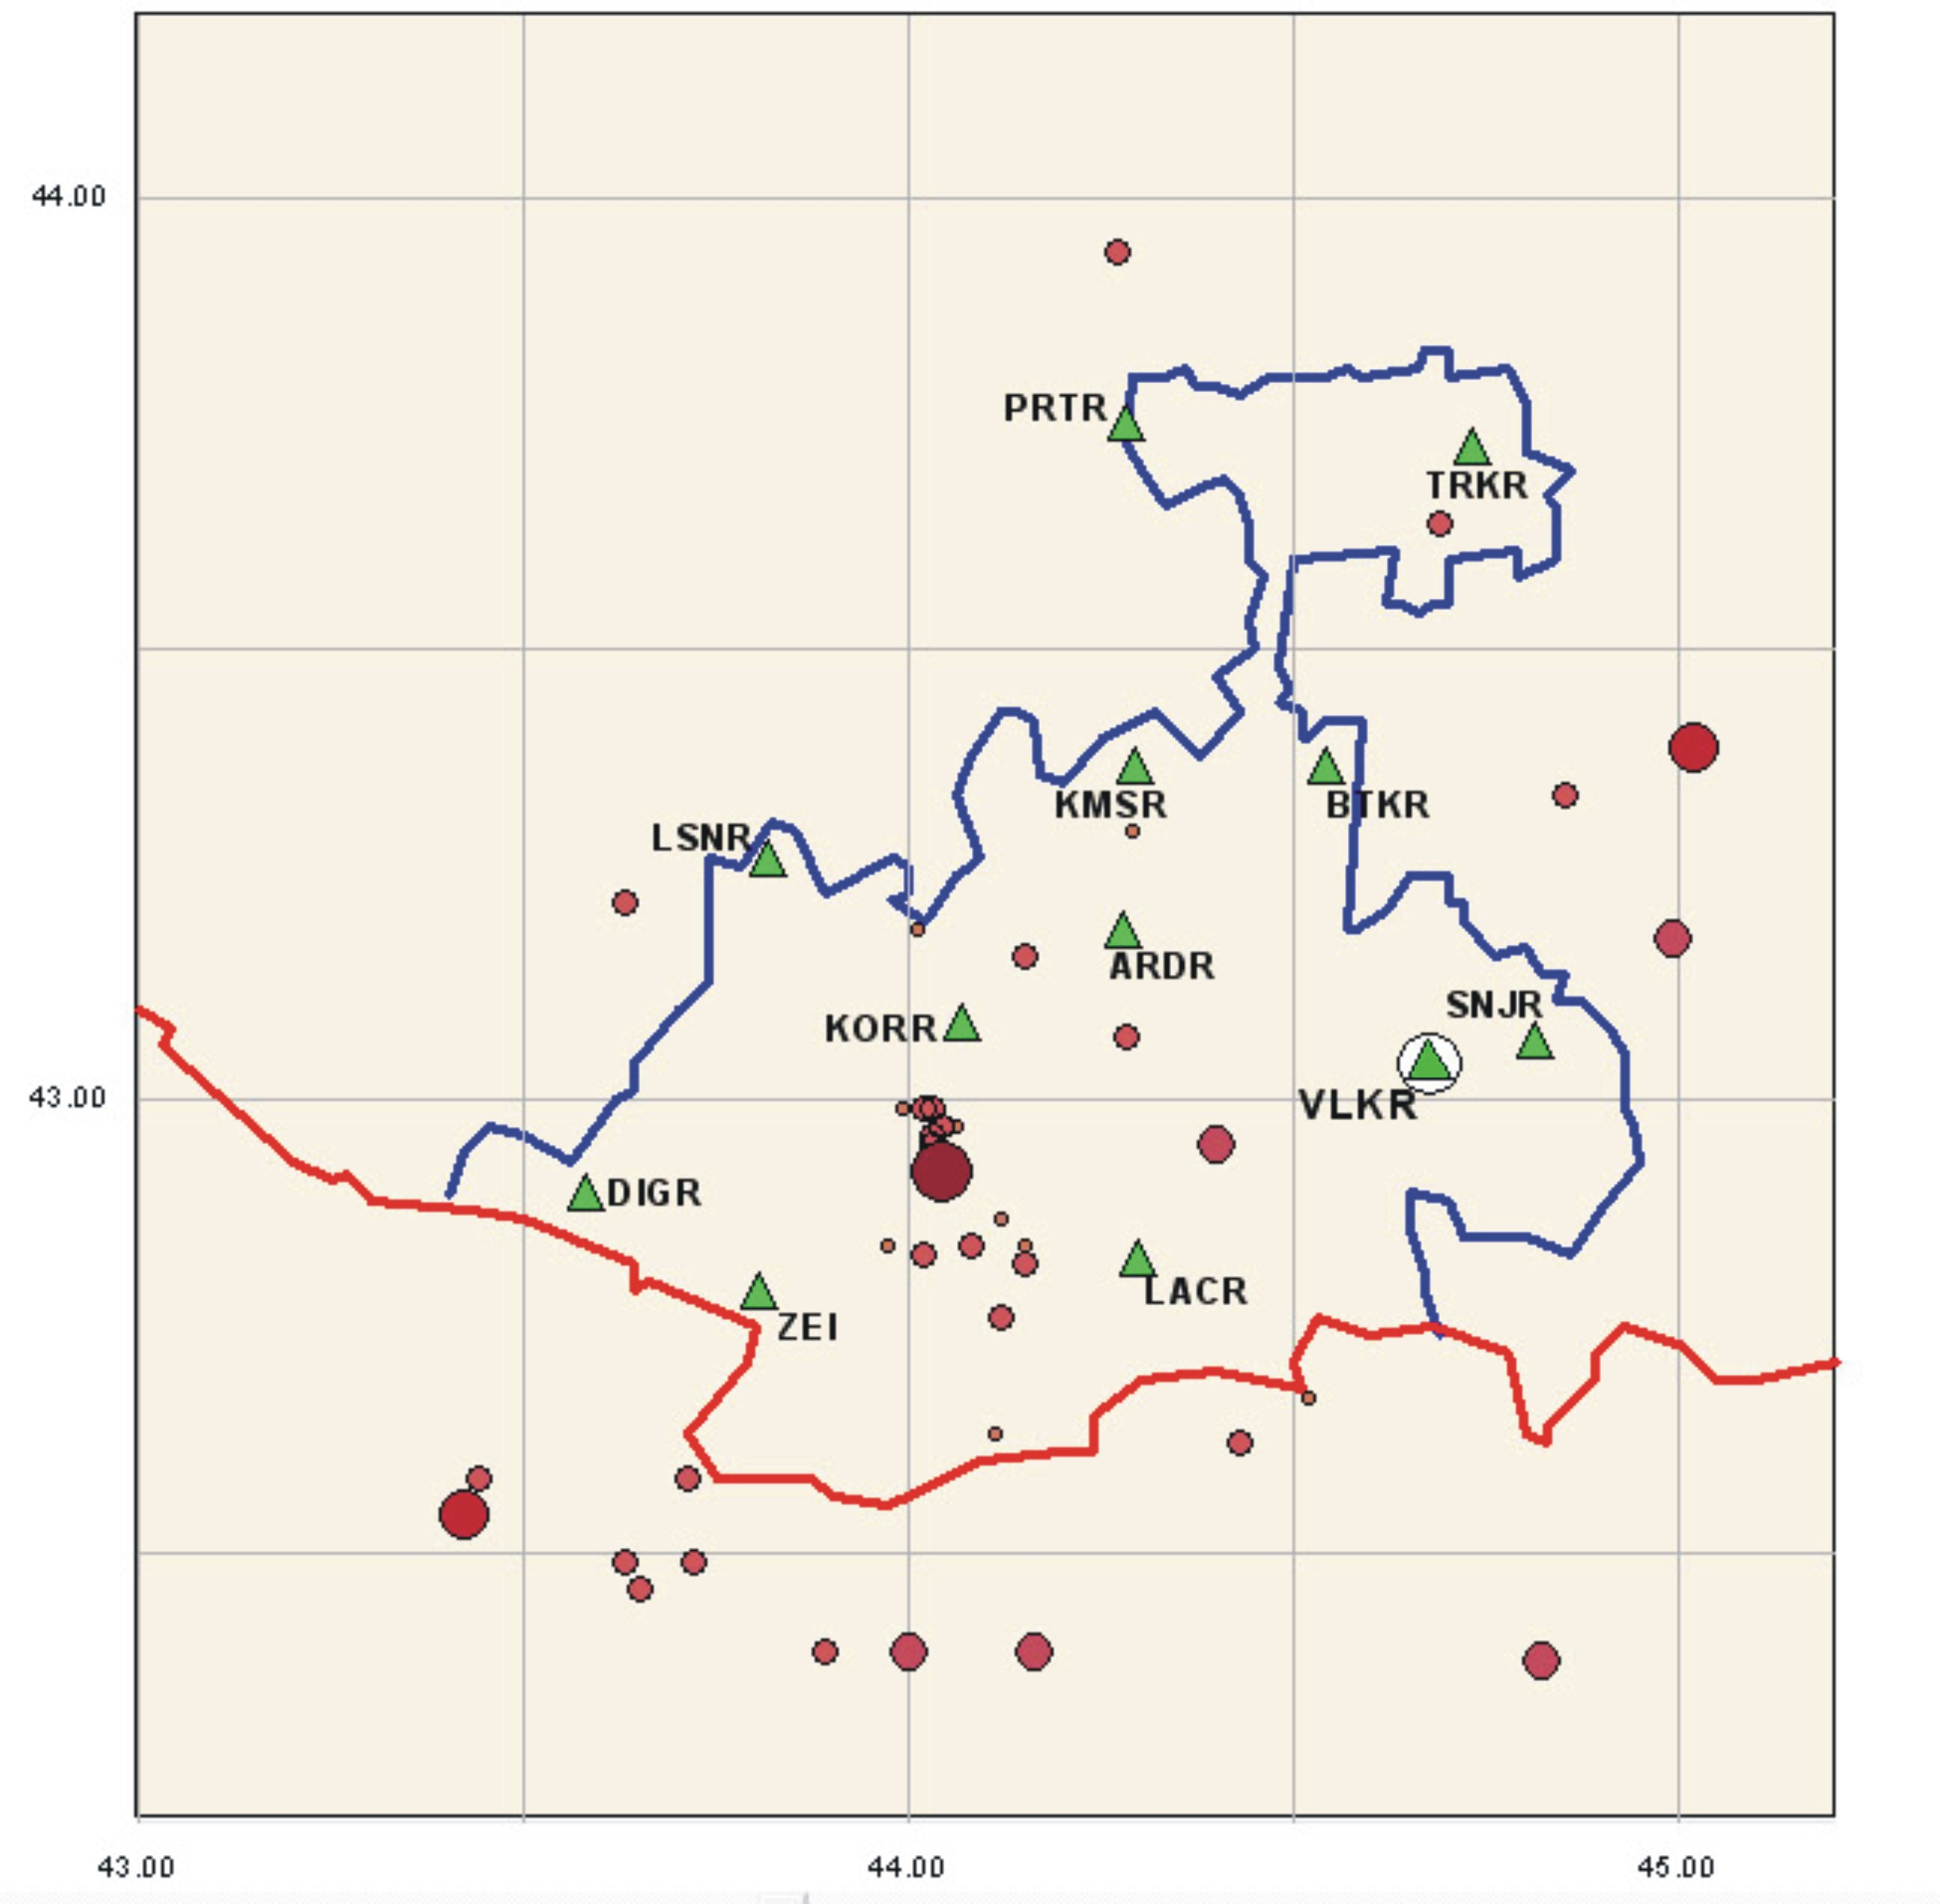 44.00
PRTR
TRKR
KMSR
BTKR
LSNR
ARDR
SNJR
KORR
43.00
VLKR
DIGR
LACR
ZEI
43.00
44.00
45.00